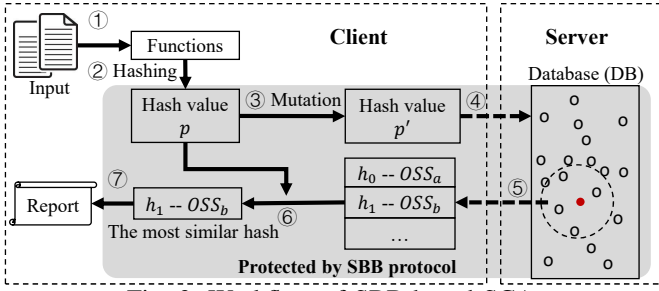 ①
Client
Server
Input
Functions
② Hashing
Database (DB)
Hash value
p
③ Mutation
Hash value
p′
④
h0 -- OSSa
h1 -- OSSb
...
⑤
⑥
h1 -- OSSb
The most similar hash
⑦
Report
Protected by SBB protocol